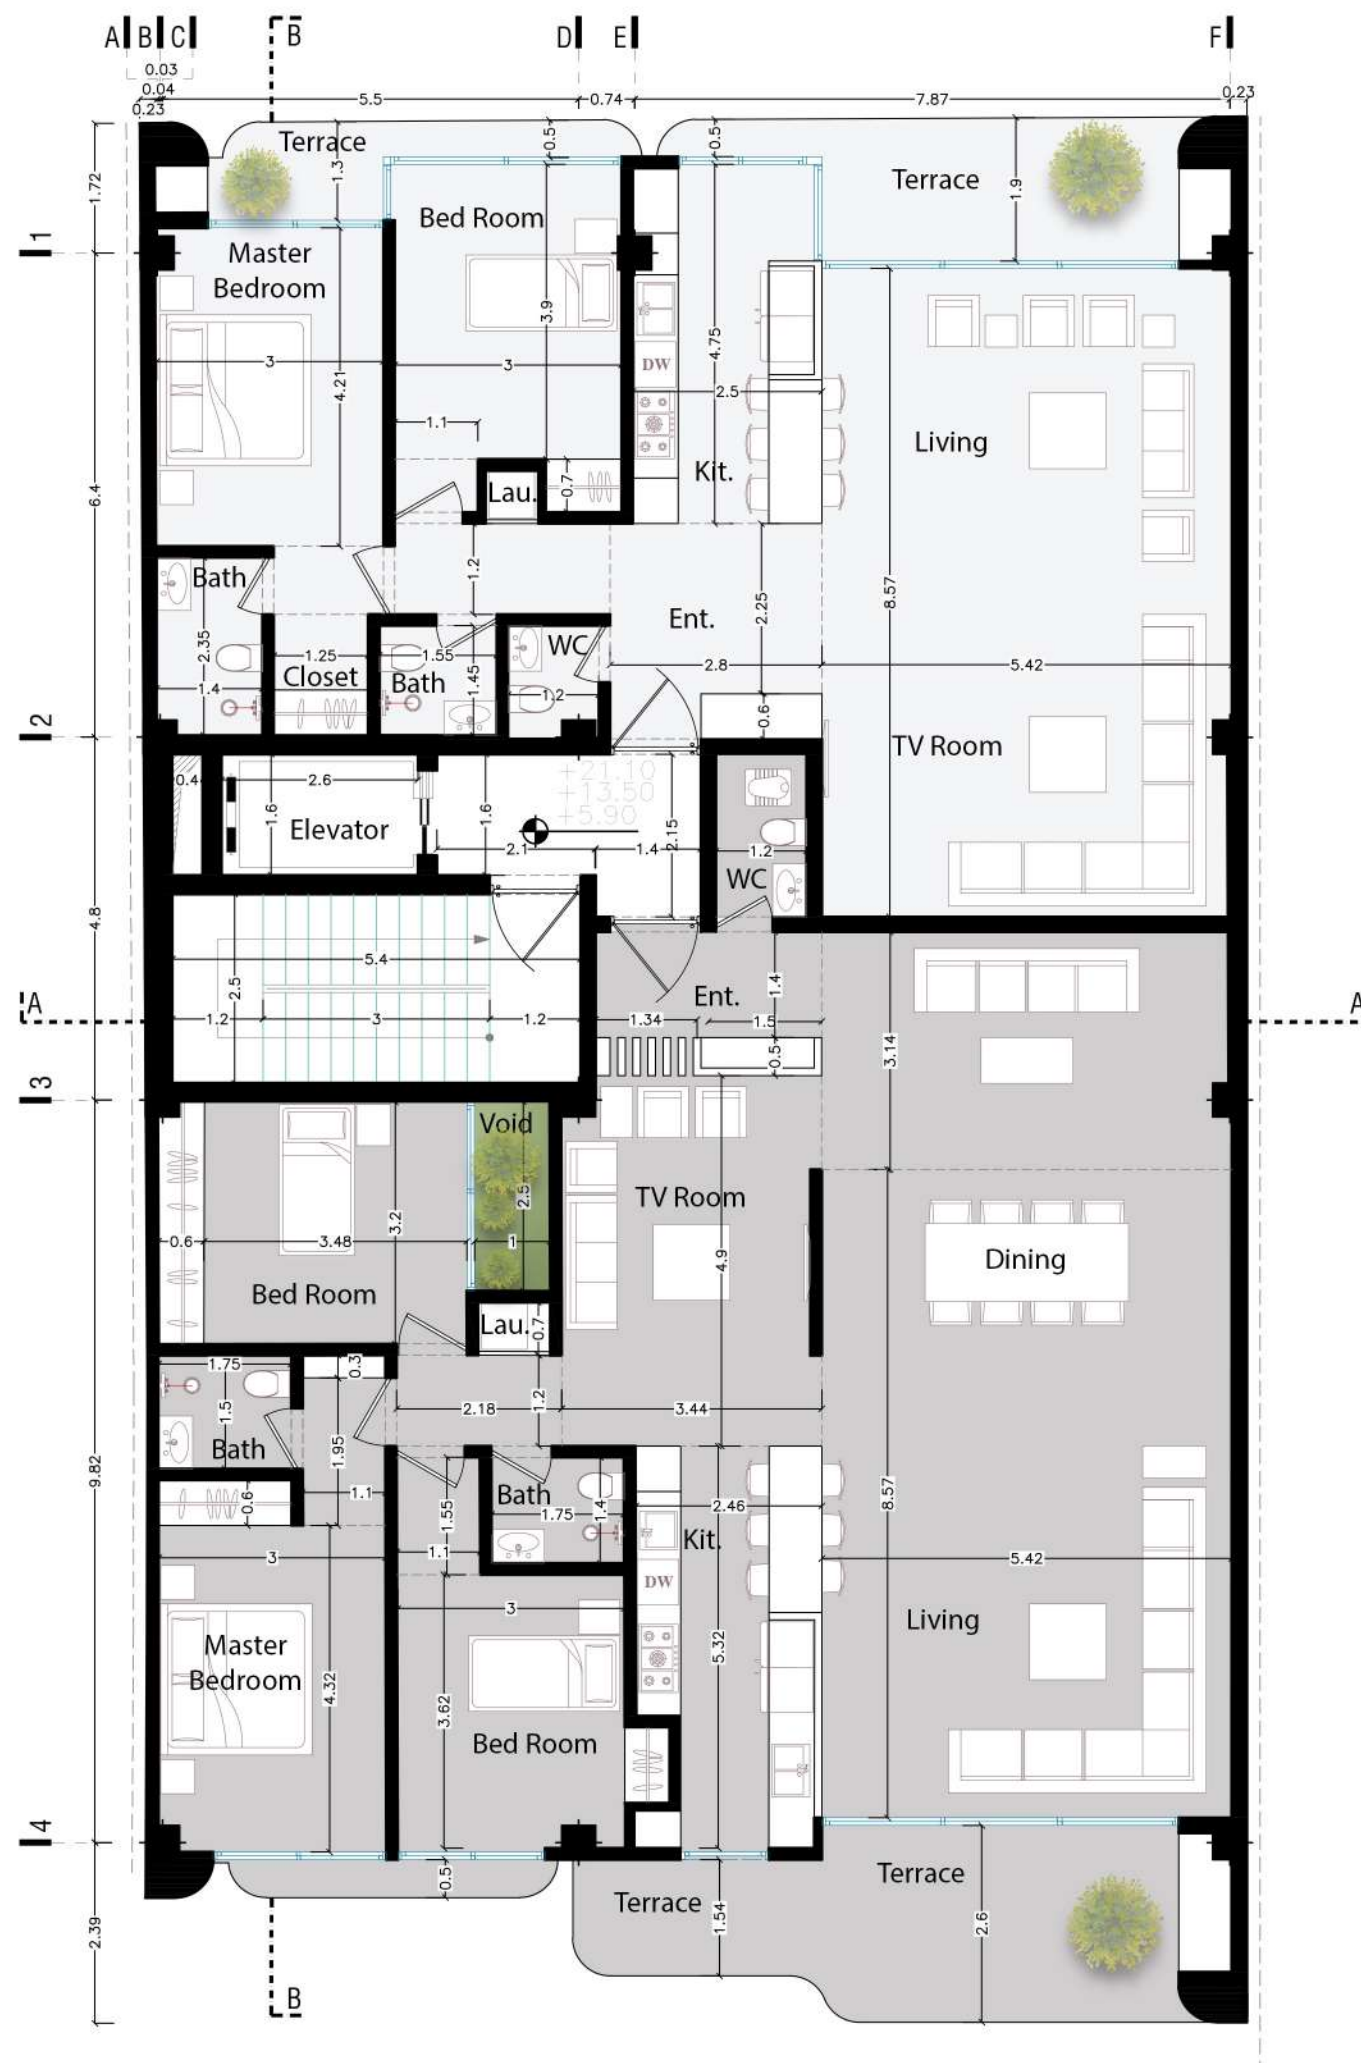 A
B
C
B
D
E
F
0.03
0.04
0.23
5.5
0.74
7.87
0.23
Terrace
1.3
0.5
0.5
Terrace
1.9
1.72
1
Bed Room
Master
Bedroom
3.9
4.75
3
4.21
3
DW
2.5
1.1
Living
Kit.
Lau.
0.7
6.4
1.2
Bath
2.35
Ent.
2.25
8.57
WC
1.25
1.55
Closet
Bath
1.45
1.4
1.2
2.8
5.42
0.6
2
TV Room
0.4
2.6
1.6
Elevator
1.6
+21.10
+13.50
+5.90
2.1
1.4
2.15
1.2
WC
4.8
5.4
2.5
1.2
3
1.2
Ent.
1.4
1.34
1.5
0.5
3.14
A
A
3
Void
2.5
3.2
0.6
3.48
1
Bed Room
TV Room
4.9
Dining
Lau.
0.7
1.75
0.3
1.5
Bath
1.95
2.18
1.2
3.44
9.82
0.6
1.1
Bath
1.75
1.4
1.55
1.1
2.46
Kit.
8.57
5.42
3
DW
3
Master
Bedroom
4.32
3.62
Bed Room
5.32
Living
4
0.5
Terrace
1.54
Terrace
2.6
2.39
B